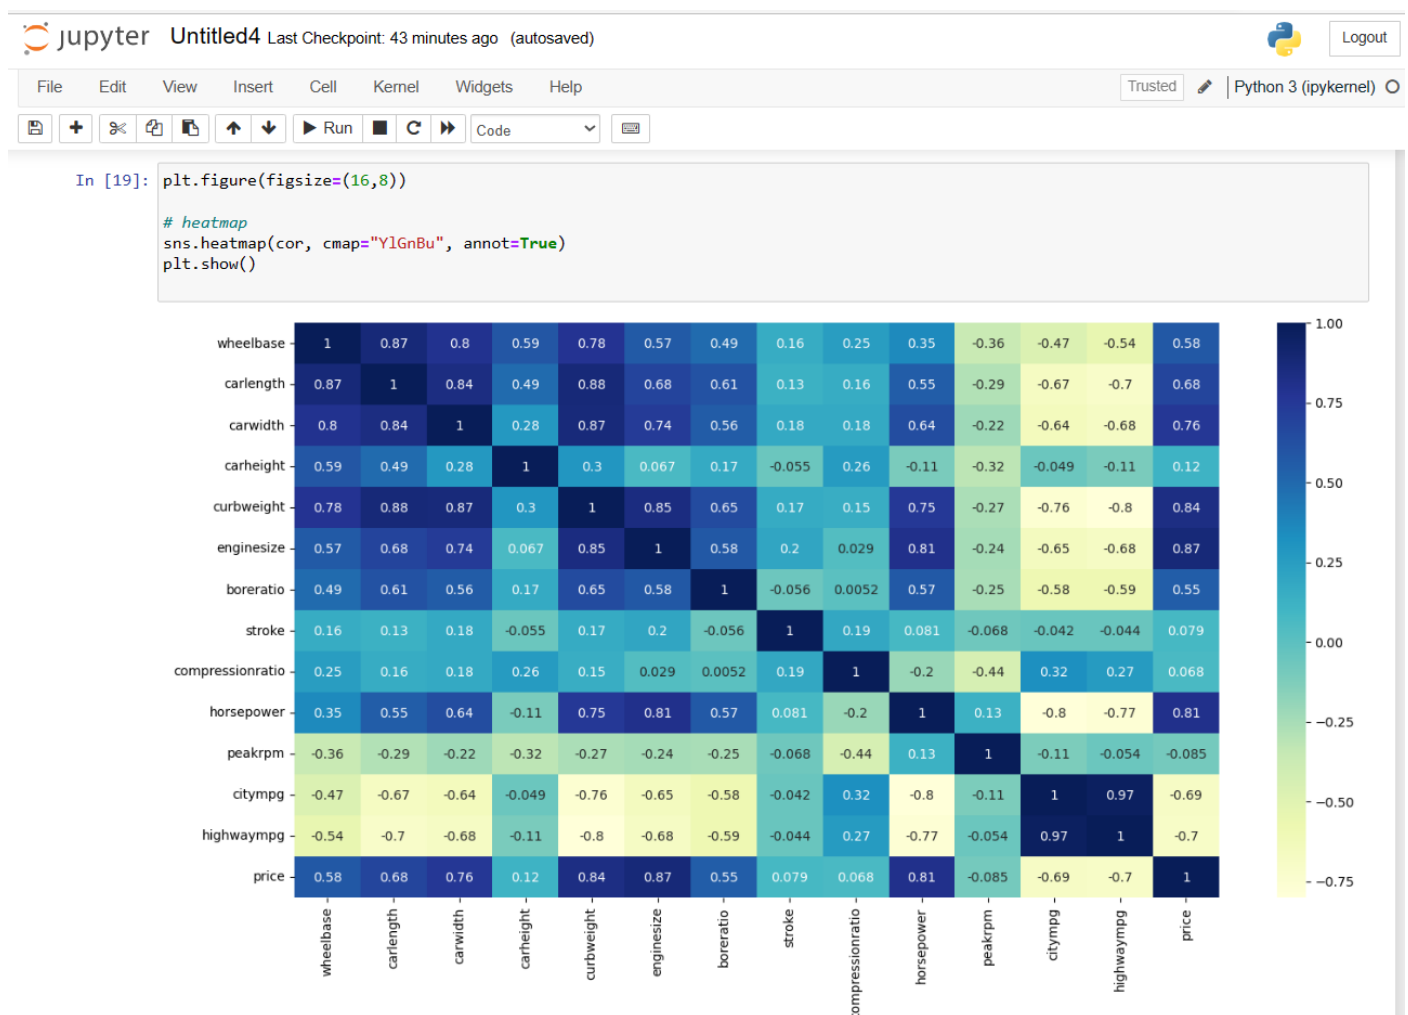 jupyter Untitled4 Last Checkpoint: 43 minutes ago (autosaved) Logout
File Edit View Insert Cell Kernel Widgets Help Trusted Python 3 (ipykernel)
Run Code
In [19]: plt.figure(figsize=(16,8))
# heatmap
sns.heatmap(cor, cmap="YlGnBu", annot=True)
plt.show()
wheelbase 1 0.87 0.8 0.59 0.78 0.57 0.49 0.16 0.25 0.35 -0.36 -0.47 -0.54 0.58
carlength 0.87 1 0.84 0.49 0.88 0.68 0.61 0.13 0.16 0.55 -0.29 -0.67 -0.7 0.68
carwidth 0.8 0.84 1 0.28 0.87 0.74 0.56 0.18 0.18 0.64 -0.22 -0.64 -0.68 0.76
carheight 0.59 0.49 0.28 1 0.3 0.067 0.17 -0.055 0.26 -0.11 -0.32 -0.049 -0.11 0.12
curbweight 0.78 0.88 0.87 0.3 1 0.85 0.65 0.17 0.15 0.75 -0.27 -0.76 -0.8 0.84
enginesize 0.57 0.68 0.74 0.067 0.85 1 0.58 0.2 0.029 0.81 -0.24 -0.65 -0.68 0.87
boreratio 0.49 0.61 0.56 0.17 0.65 0.58 1 -0.056 0.0052 0.57 -0.25 -0.58 -0.59 0.55
stroke 0.16 0.13 0.18 -0.055 0.17 0.2 -0.056 1 0.19 0.081 -0.068 -0.042 -0.044 0.079
compressionratio 0.25 0.16 0.18 0.26 0.15 0.029 0.0052 0.19 1 -0.2 -0.44 0.32 0.27 0.068
horsepower 0.35 0.55 0.64 -0.11 0.75 0.81 0.57 0.081 -0.2 1 0.13 -0.8 -0.77 0.81
peakrpm -0.36 -0.29 -0.22 -0.32 -0.27 -0.24 -0.25 -0.068 -0.44 0.13 1 -0.11 -0.054 -0.085
citympg -0.47 -0.67 -0.64 -0.049 -0.76 -0.65 -0.58 -0.042 0.32 -0.8 -0.11 1 0.97 -0.69
highwaympg -0.54 -0.7 -0.68 -0.11 -0.8 -0.68 -0.59 -0.044 0.27 -0.77 -0.054 0.97 1 -0.7
price 0.58 0.68 0.76 0.12 0.84 0.87 0.55 0.079 0.068 0.81 -0.085 -0.69 -0.7 1
wheelbase carlength carwidth carheight curbweight enginesize boreratio stroke ompressionratio horsepower peakrpm citympg highwaympg price
1.00
0.75
0.50
0.25
0.00
−0.25
−0.50
−0.75